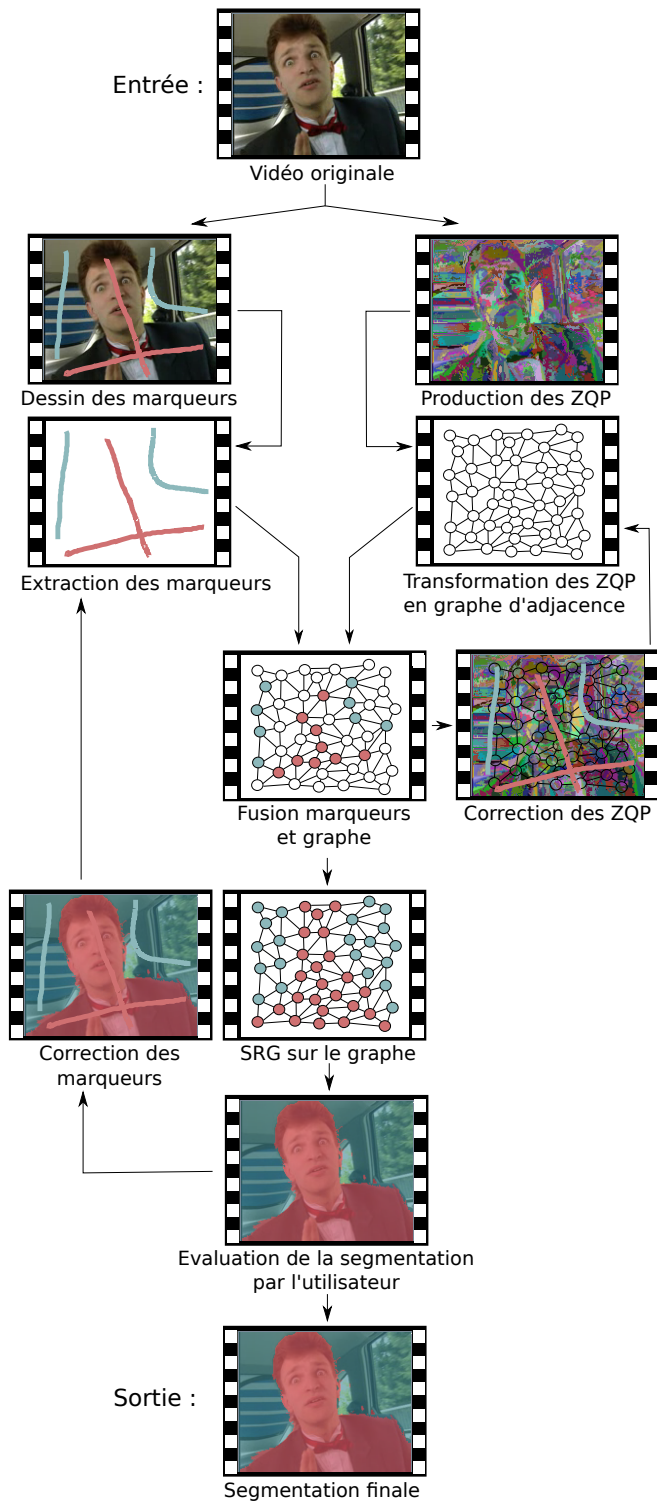 Entrée :
Vidéo originale
Dessin des marqueurs
Production des ZQP
Extraction des marqueurs
Transformation des ZQP
en graphe d'adjacence
Fusion marqueurs
et graphe
Correction des ZQP
Correction des
marqueurs
SRG sur le graphe
Evaluation de la segmentation
par l'utilisateur
Sortie :
Segmentation finale